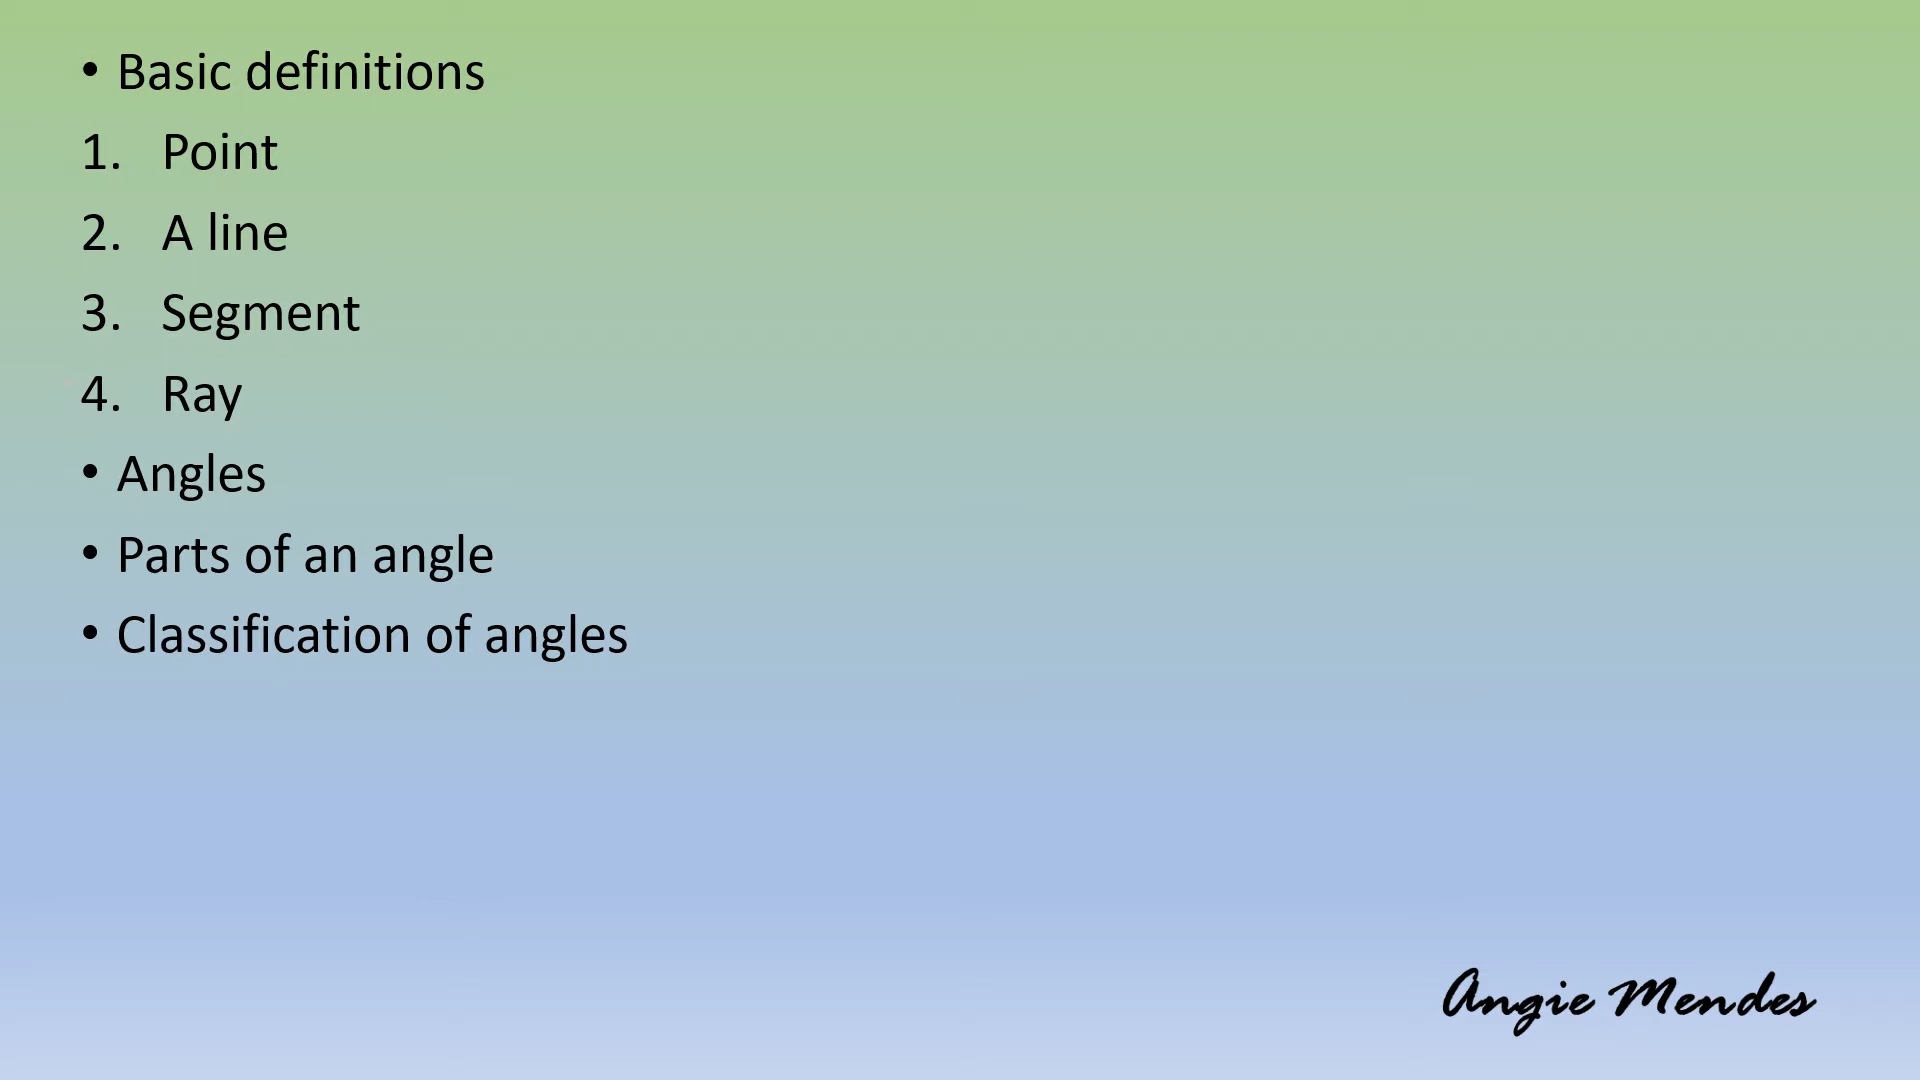 • Basic definitions
1. Point
2. A line
3. Segment
4. Ray
• Angles
• Parts of an angle
• Classification of angles
Angie Mendes